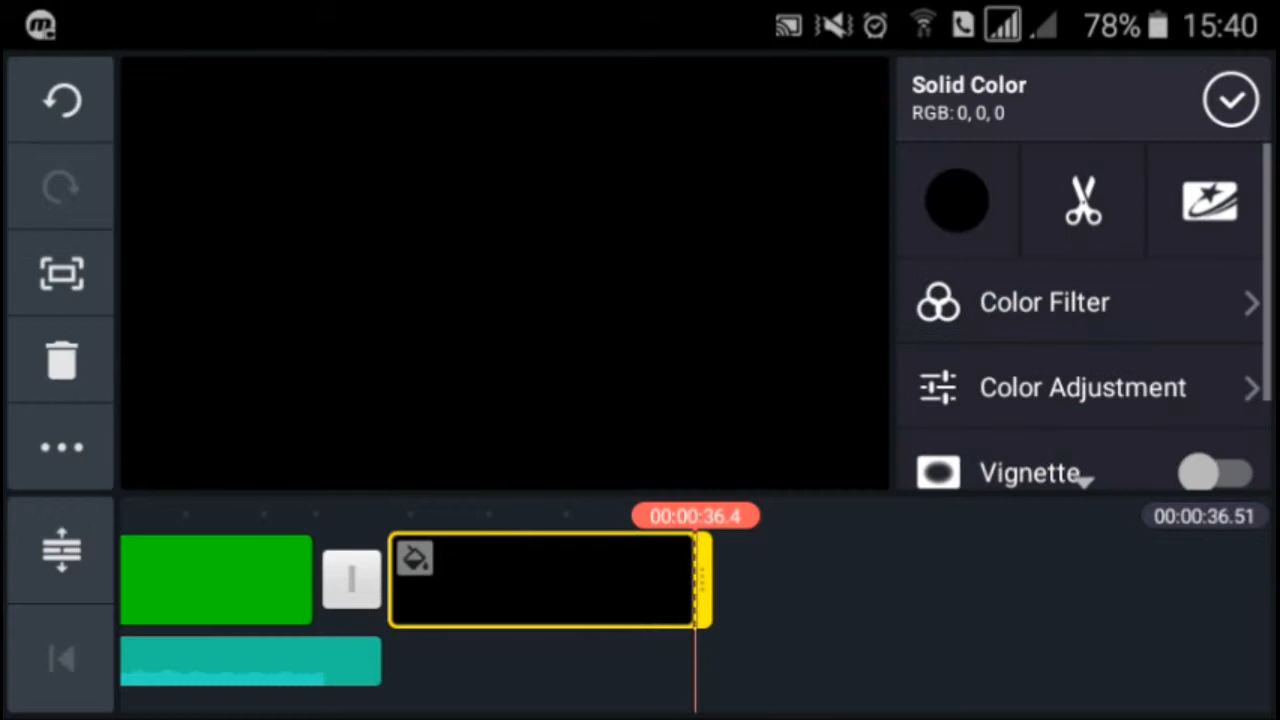 78% 15:40
Solid Color
RGB: 0, 0, 0
Color Filter
Color Adjustment
Vignette
00:00:36.4
00:00:36.51